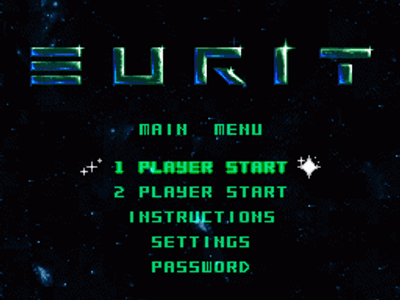 EURIT
MAIN MENU
1 PLAYER START
2 PLAYER START
INSTRUCTIONS
SETTINGS
PASSWORD